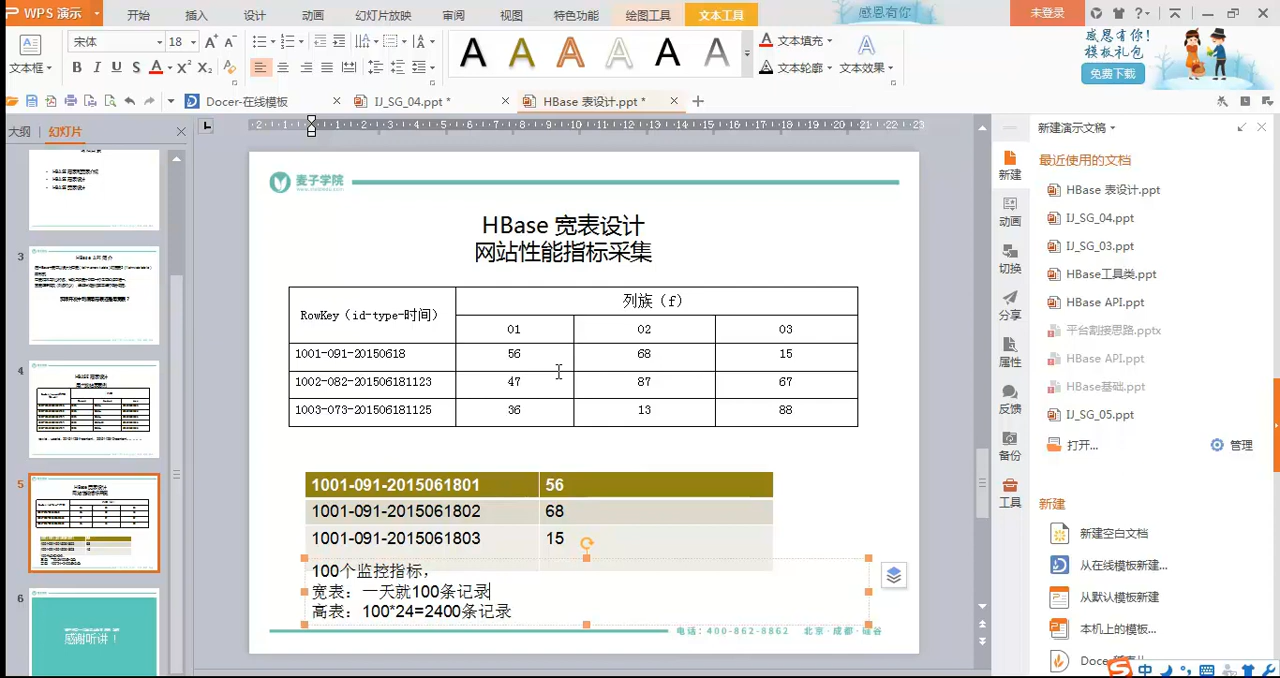 WPS 演示
开始
插入
设计
动画
幻灯片放映
审阅
视图
特色功能
绘图工具
文本工具
感恩有你
未登录
文本框
宋体
18
B I U S A X² X₂
A A A A A A
文本填充
文本轮廓
文本效果
感恩有你!
模板礼包
免费下载
Docer-在线模板
IJ_SG_04.ppt *
HBase 表设计.ppt *
大纲
幻灯片
3
4
5
6
感谢听讲！
麦子学院
HBase 宽表设计
网站性能指标采集
RowKey（id-type-时间）
列族（f）
01 02 03
1001-091-20150618 56 68 15
1002-082-201506181123 47 87 67
1003-073-201506181125 36 13 88
1001-091-2015061801 56
1001-091-2015061802 68
1001-091-2015061803 15
100个监控指标，
宽表：一天就100条记录
高表：100*24=2400条记录
电话：400-862-8862 北京·成都·硅谷
新建
动画
切换
分享
属性
反馈
备份
工具
新建演示文稿
最近使用的文档
HBase 表设计.ppt
IJ_SG_04.ppt
IJ_SG_03.ppt
HBase工具类.ppt
HBase API.ppt
平台割接思路.pptx
HBase API.ppt
HBase基础.ppt
IJ_SG_05.ppt
打开...
管理
新建
新建空白文档
从在线模板新建...
从默认模板新建
本机上的模板...
中